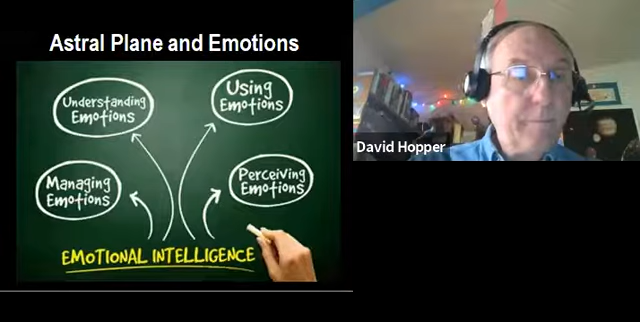 Astral Plane and Emotions
Understanding
Emotions
Using
Emotions
Managing
Emotions
Perceiving
Emotions
EMOTIONAL INTELLIGENCE
David Hopper